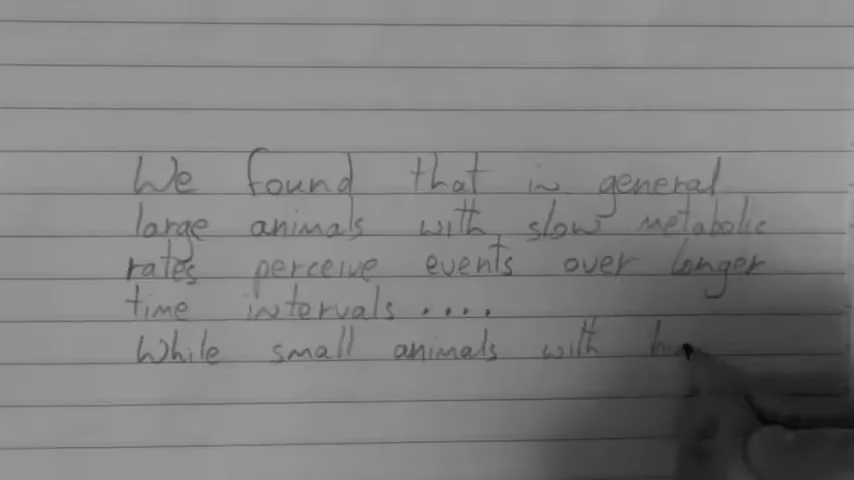 We found that in general
large animals with slow metabolic
rates perceive events over longer
time intervals ....
While small animals with